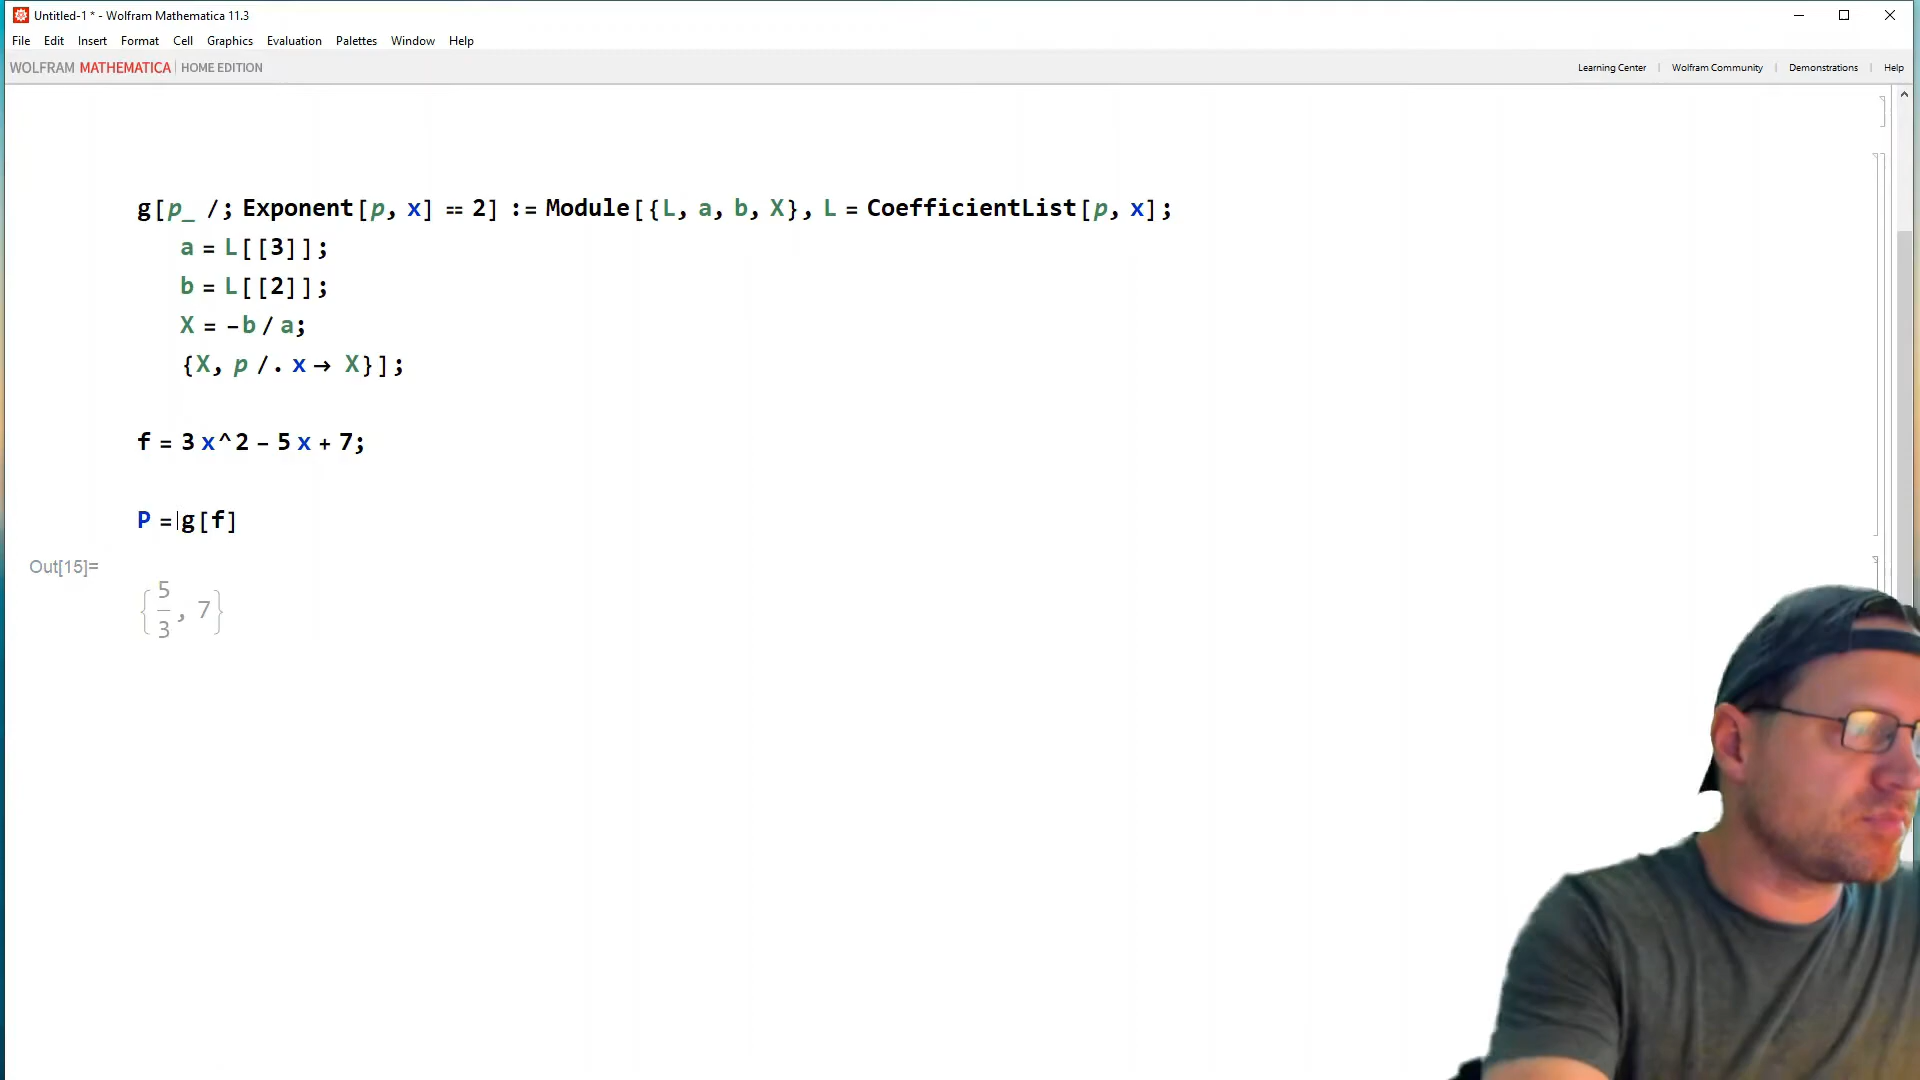 Untitled-1 * - Wolfram Mathematica 11.3
File Edit Insert Format Cell Graphics Evaluation Palettes Window Help
WOLFRAM MATHEMATICA | HOME EDITION
Learning Center | Wolfram Community | Demonstrations | Help
g[p_ /; Exponent[p, x] == 2] := Module[{L, a, b, X}, L = CoefficientList[p, x];
a = L[[3]];
b = L[[2]];
X = -b / a;
{X, p /. x → X}];
f = 3 x^2 - 5 x + 7;
P = g[f]
Out[15]=
{5/3, 7}